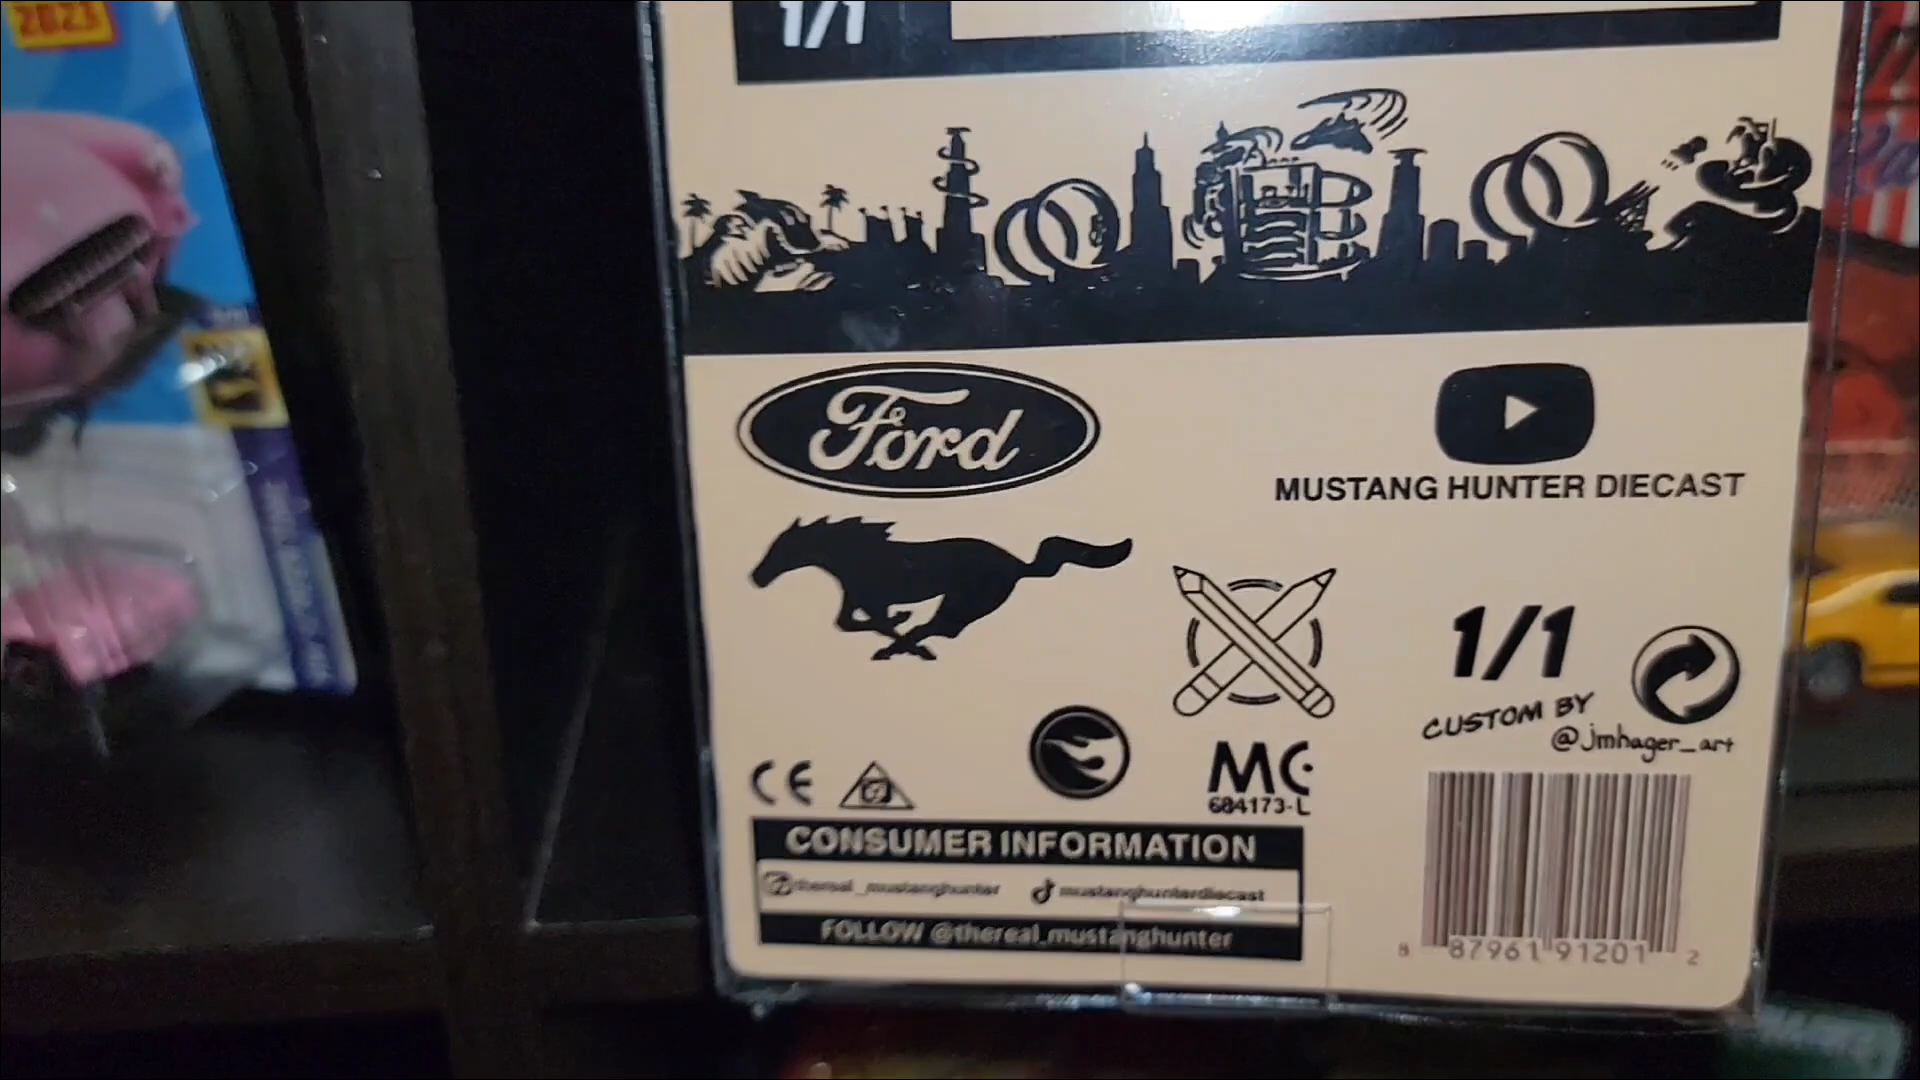 2023
1/1
Ford
MUSTANG HUNTER DIECAST
1/1
CUSTOM BY
@jmhager_art
CE
MC
684173-L
CONSUMER INFORMATION
thereal_mustanghunter
mustanghunterdiecast
FOLLOW @thereal_mustanghunter
8 87961 91201 2